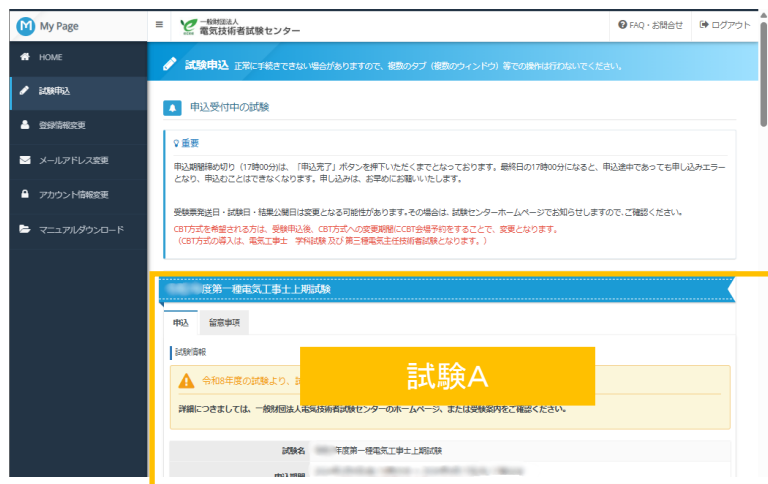 My Page
一般財団法人
電気技術者試験センター
FAQ・お問合せ
ログアウト
HOME
試験申込
登録情報変更
メールアドレス変更
アカウント情報変更
マニュアルダウンロード
試験申込 正常に手続きできない場合がありますので、複数のタブ（複数のウィンドウ）等での操作は行わないでください。
申込受付中の試験
重要
申込期間締め切り（17時00分)は、「申込完了」ボタンを押下いただくまでとなっております。最終日の17時00分になると、申込途中であっても申し込みエラー
となり、申込むことはできなくなります。申し込みは、お早めにお願いいたします。
受験票発送日・試験日・結果公開日は変更となる可能性があります。その場合は、試験センターホームページでお知らせしますので、ご確認ください。
CBT方式を希望される方は、受験申込後、CBT方式への変更期間にCBT会場予約をすることで、変更となります。
（CBT方式の導入は、電気工事士 学科試験 及び 第三種電気主任技術者試験となります。）
度第一種電気工事士上期試験
申込
留意事項
試験情報
令和8年度の試験より、
試験A
詳細につきましては、一般財団法人電気技術者試験センターのホームページ、または受験案内をご確認ください。
試験名
年度第一種電気工事士上期試験
申込期間